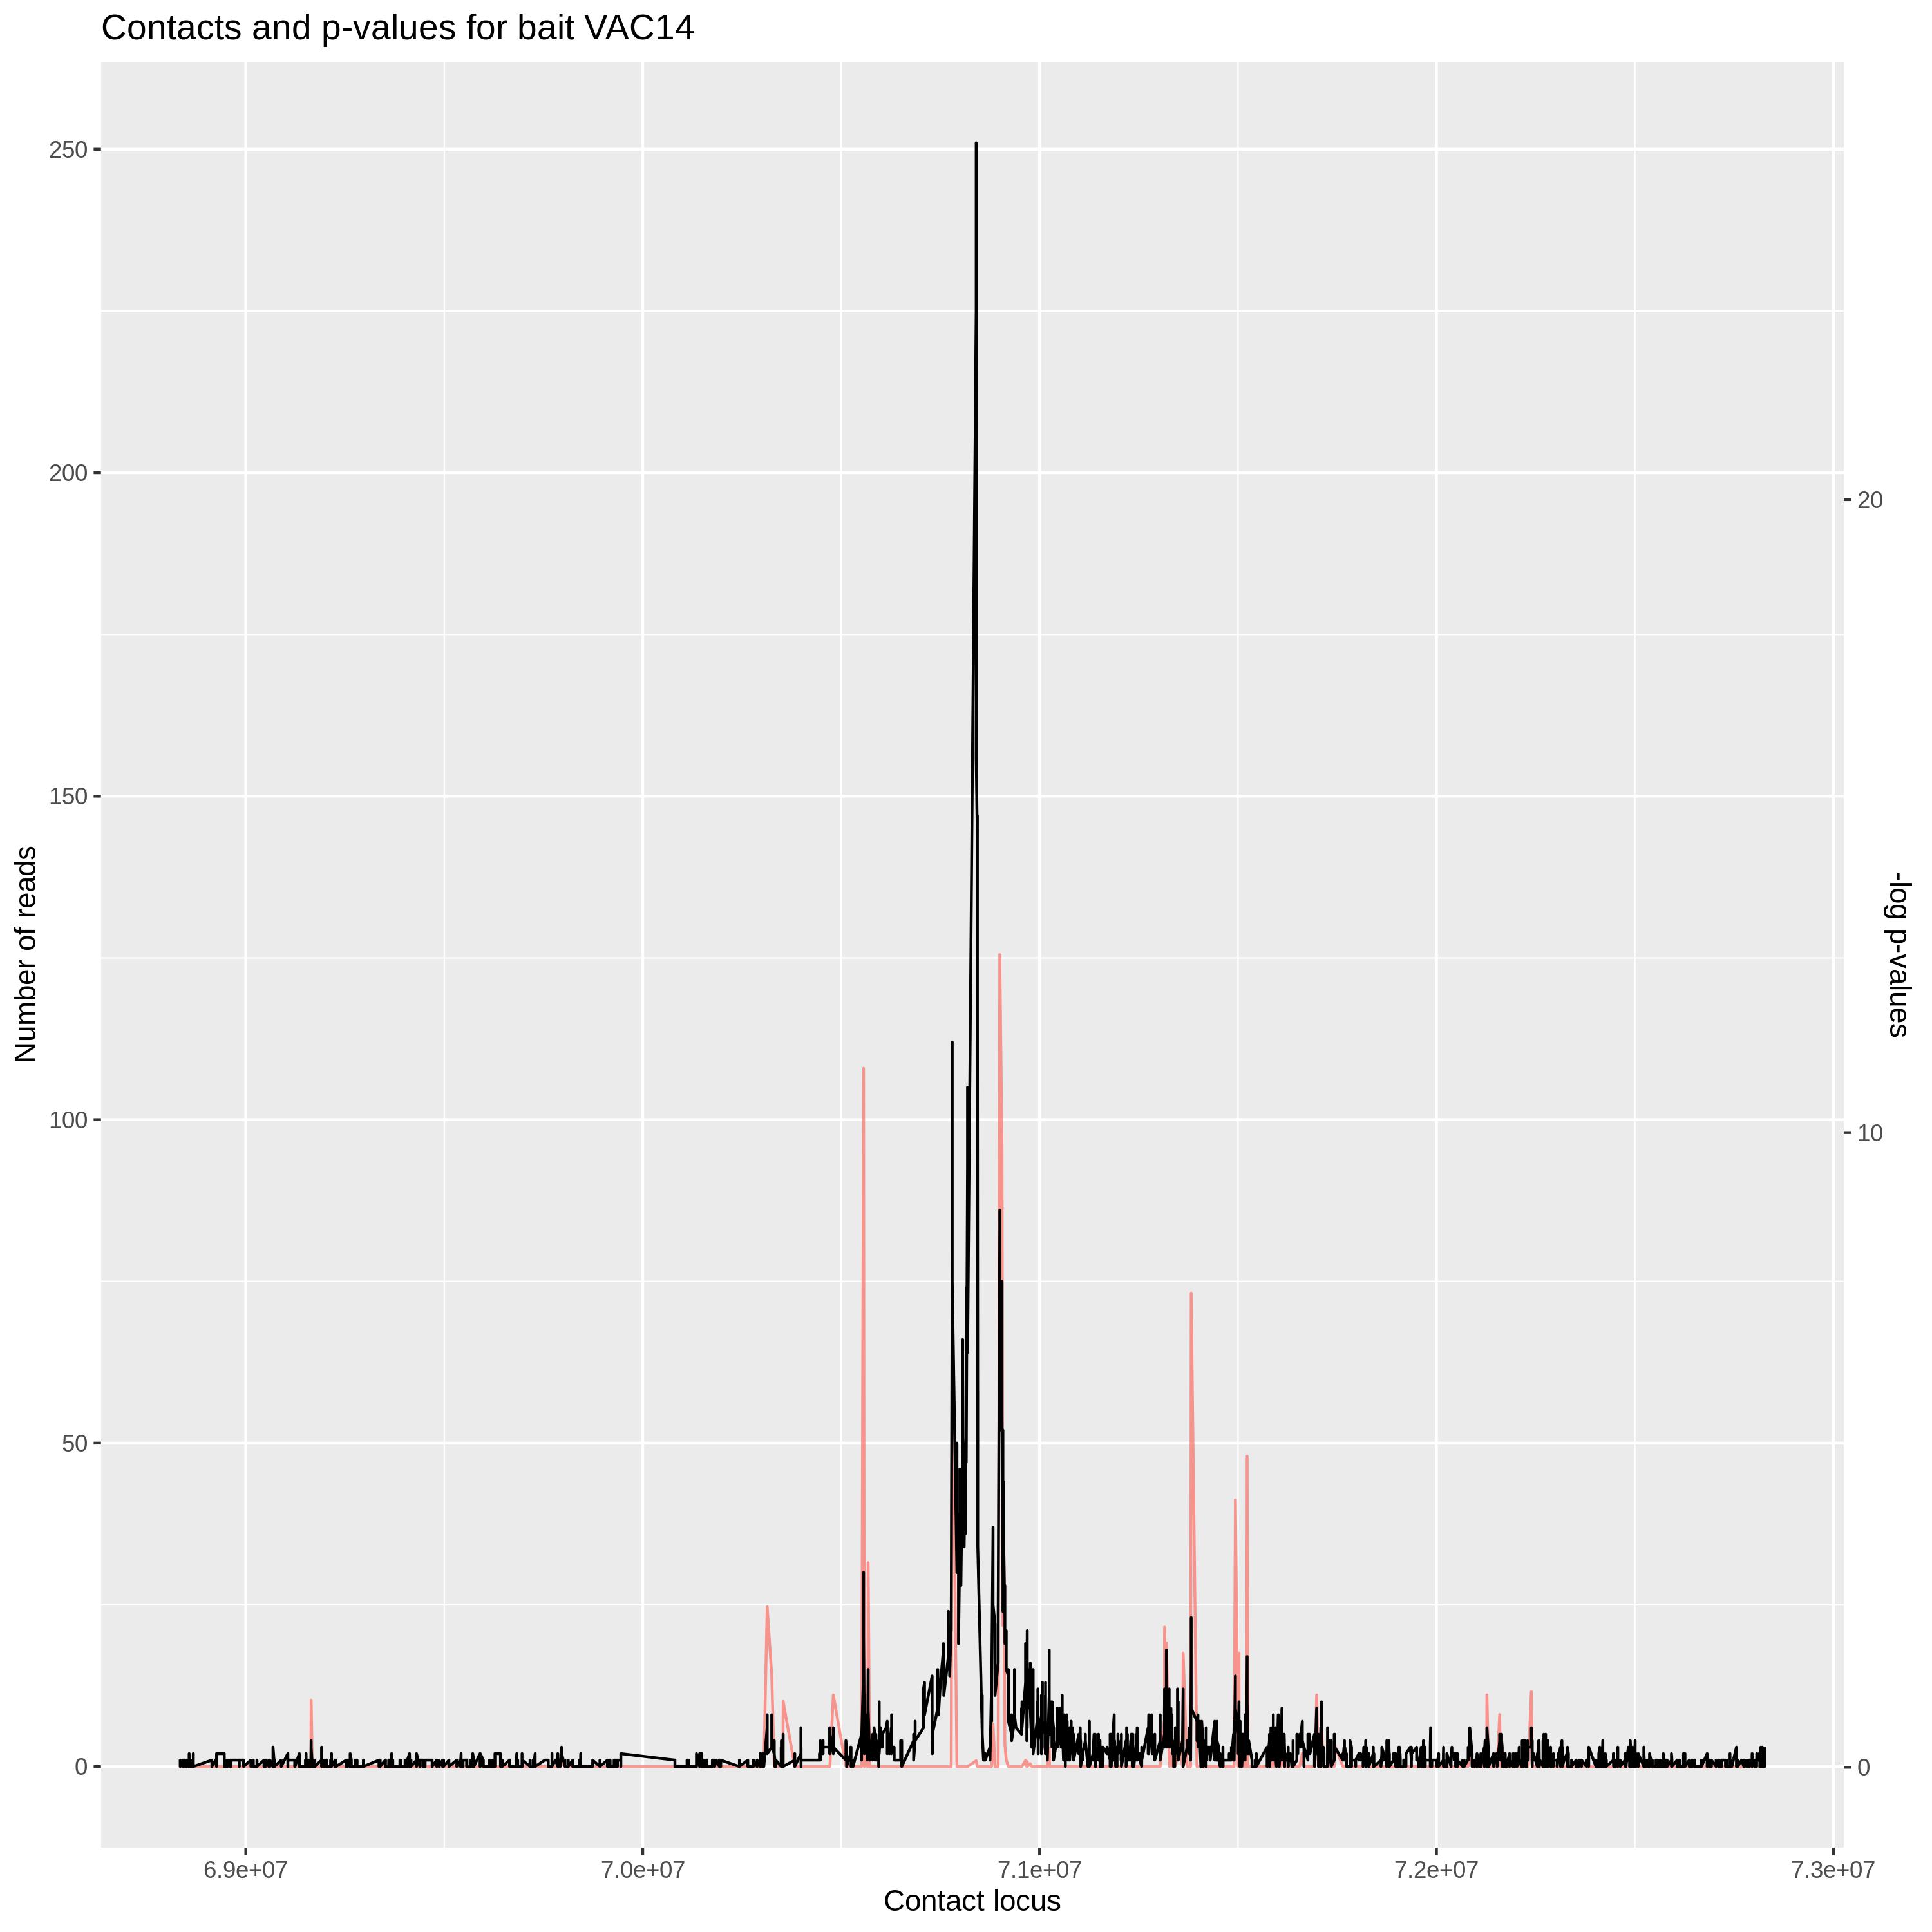 Contacts and p-values for bait VAC14
250
200
150
100
50
0
Number of reads
20
10
0
-log p-values
6.9e+07
7.0e+07
7.1e+07
7.2e+07
7.3e+07
Contact locus